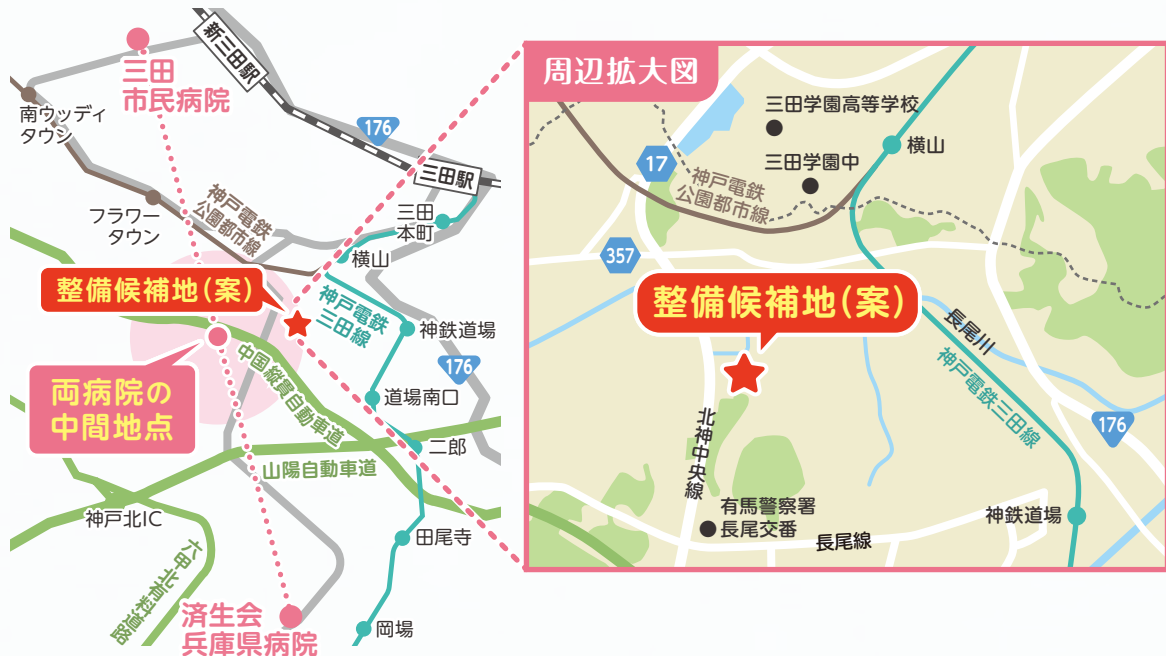 新三田駅
三田
市民病院
南ウッディ
タウン
176
三田駅
神戸電鉄
公園都市線
フラワー
タウン
三田
本町
横山
整備候補地(案)
神戸電鉄
三田線
神鉄道場
176
両病院の
中間地点
中国縦貫自動車道
道場南口
二郎
山陽自動車道
神戸北IC
田尾寺
六甲北有料道路
済生会
兵庫県病院
岡場
周辺拡大図
三田学園高等学校
横山
17
三田学園中
神戸電鉄
公園都市線
357
整備候補地(案)
長尾川
神戸電鉄三田線
北神中央線
176
有馬警察署
長尾交番
神鉄道場
長尾線